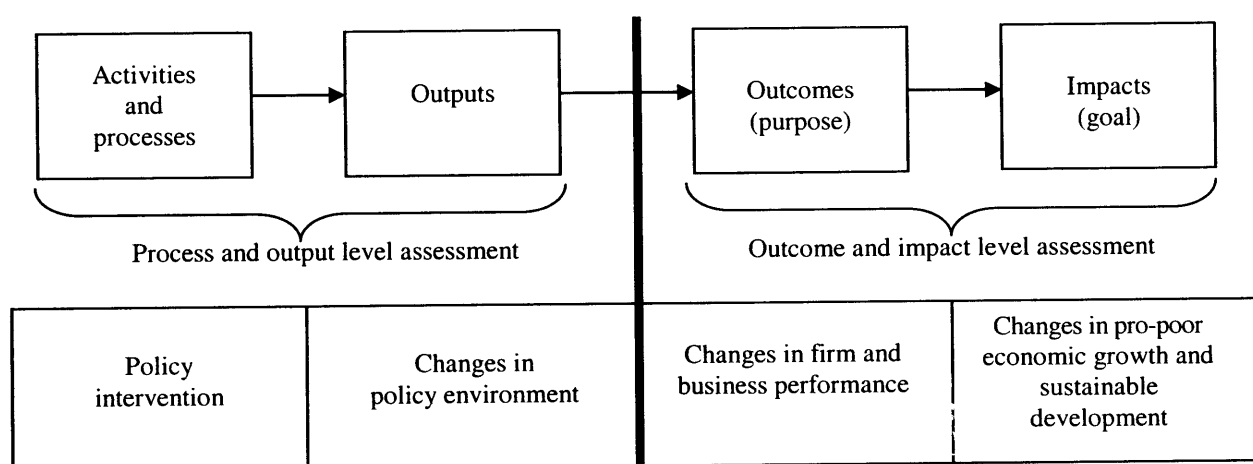 Activities
and
processes
Outputs
Outcomes
(purpose)
Impacts
(goal)
Process and output level assessment
Outcome and impact level assessment
Policy
intervention
Changes in
policy environment
Changes in firm and
business performance
Changes in pro-poor
economic growth and
sustainable
development